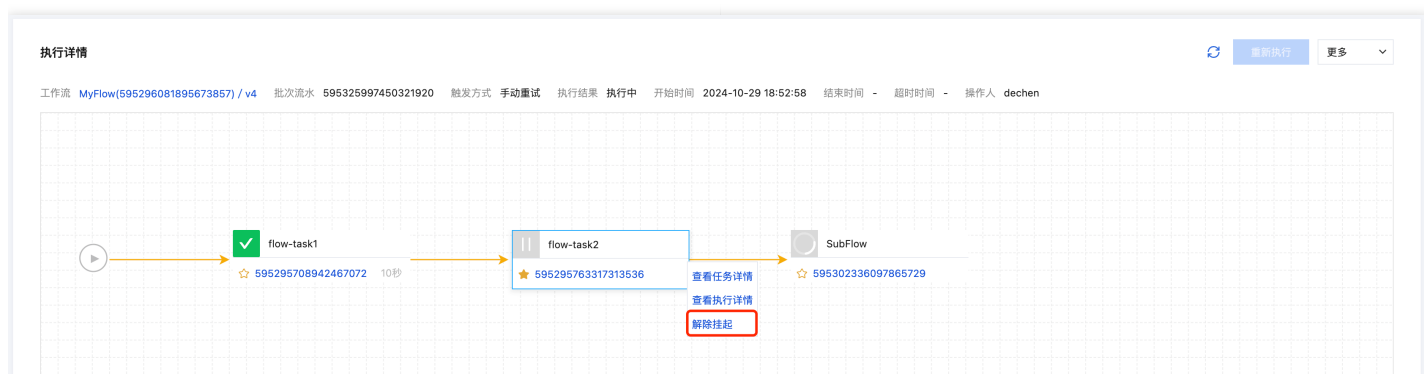 执行详情
重新执行
更多
工作流 MyFlow(595296081895673857) / v4 批次流水 595325997450321920 触发方式 手动重试 执行结果 执行中 开始时间 2024-10-29 18:52:58 结束时间 - 超时时间 - 操作人 dechen
flow-task1
595295708942467072 10秒
flow-task2
595295763317313536
SubFlow
595302336097865729
查看任务详情
查看执行详情
解除挂起